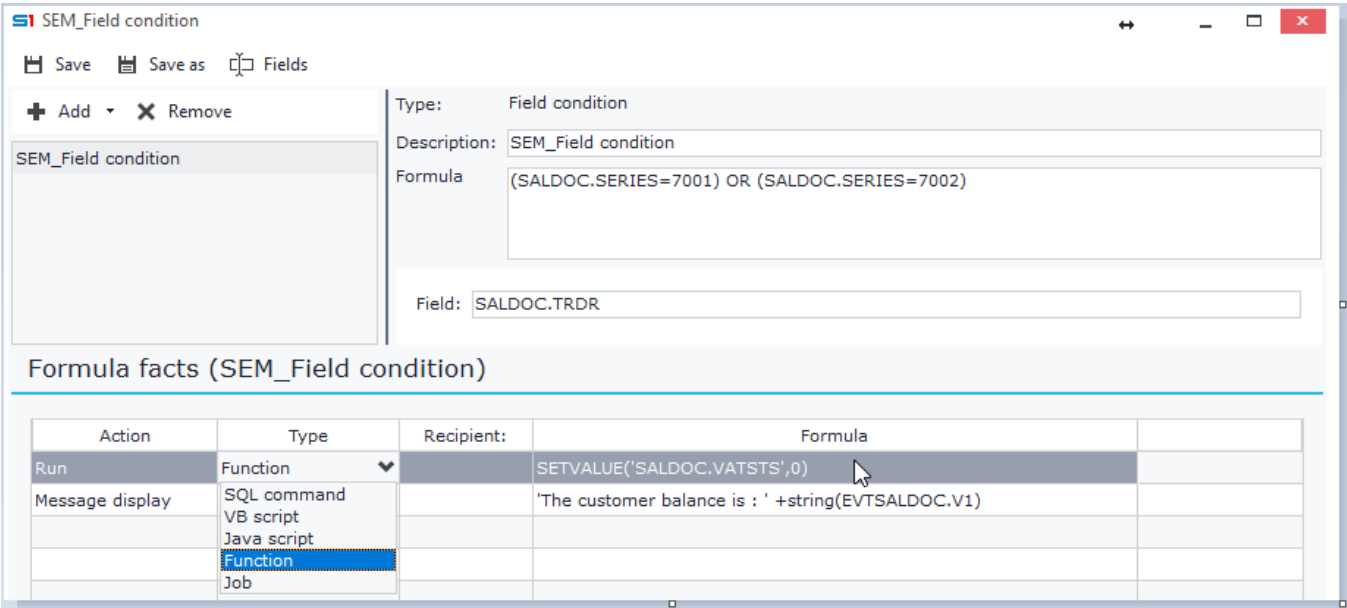 S1 SEM_Field condition
Save Save as Fields
Add Remove
SEM_Field condition
Type: Field condition
Description: SEM_Field condition
Formula (SALDOC.SERIES=7001) OR (SALDOC.SERIES=7002)
Field: SALDOC.TRDR
Formula facts (SEM_Field condition)
Action Type Recipient: Formula
Run Function SETVALUE('SALDOC.VATSTS',0)
Message display 'The customer balance is : ' +string(EVTSALDOC.V1)
SQL command
VB script
Java script
Function
Job